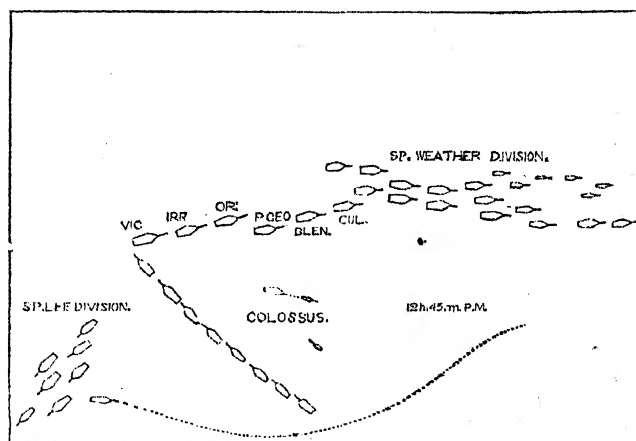 SP. WEATHER DIVISION.
VIC. IRR ORI P. GEO BLEN. CUL.
SP. LEE DIVISION.
COLOSSUS.
12h. 45. m. P.M.